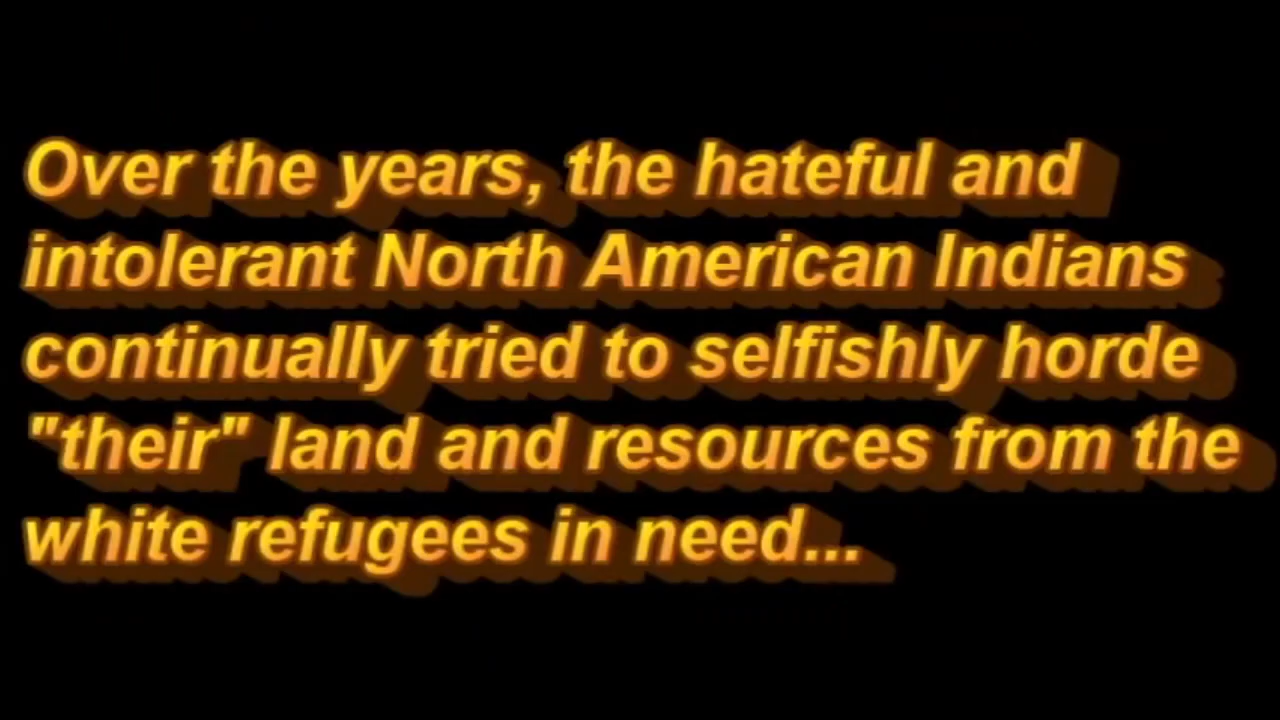 Over the years, the hateful and
intolerant North American Indians
continually tried to selfishly horde
"their" land and resources from the
white refugees in need...